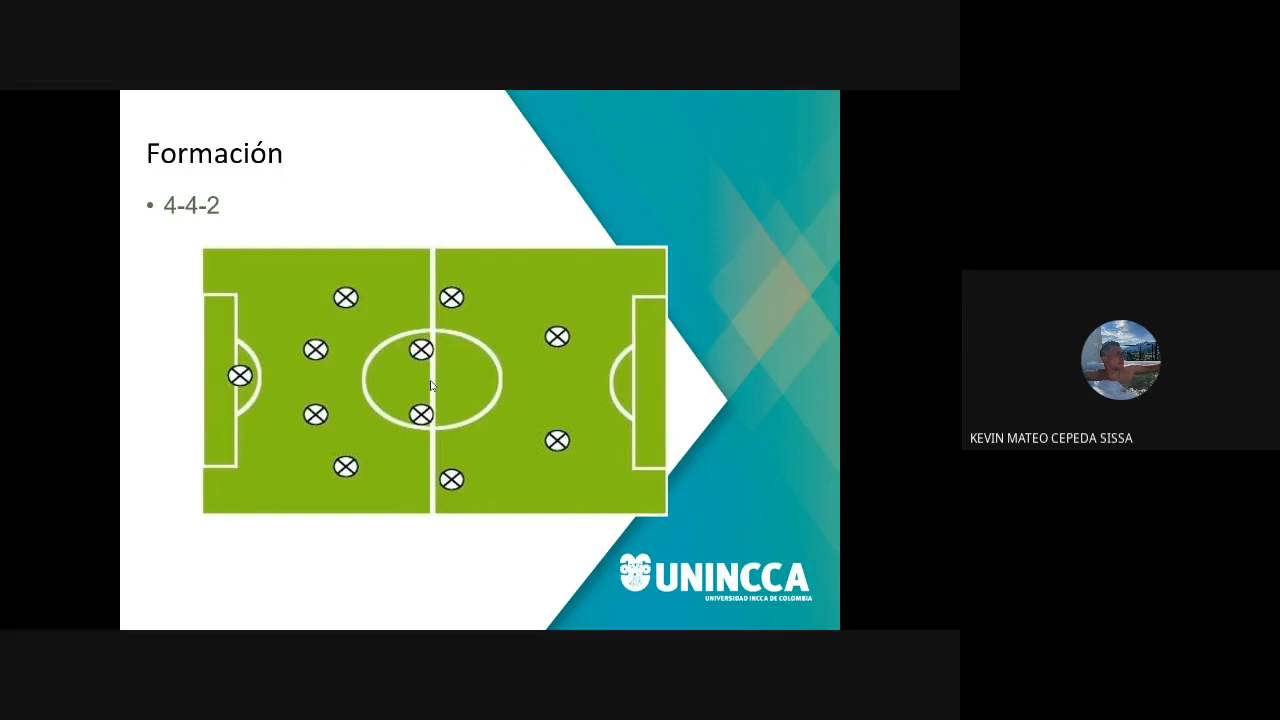 Formación
• 4-4-2
UNINCCA
UNIVERSIDAD INCCA DE COLOMBIA
KEVIN MATEO CEPEDA SISSA